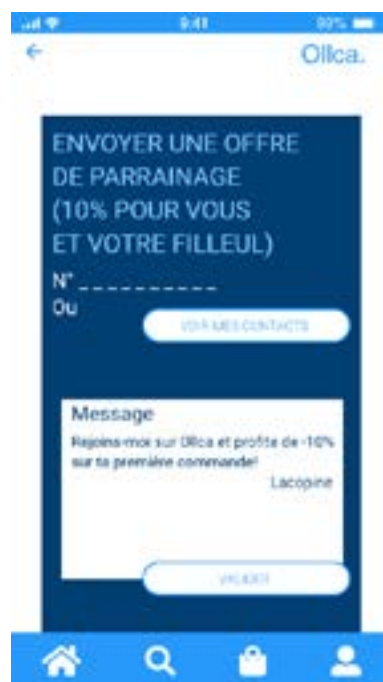 9:41
Ollca.
ENVOYER UNE OFFRE
DE PARRAINAGE
(10% POUR VOUS
ET VOTRE FILLEUL)
N° _ _ _ _ _ _ _ _ _ _
Ou
VOIR MES CONTACTS
Message
Rejoins-moi sur Ollca et profite de -10%
sur ta première commande!
Lacopine
VALIDER